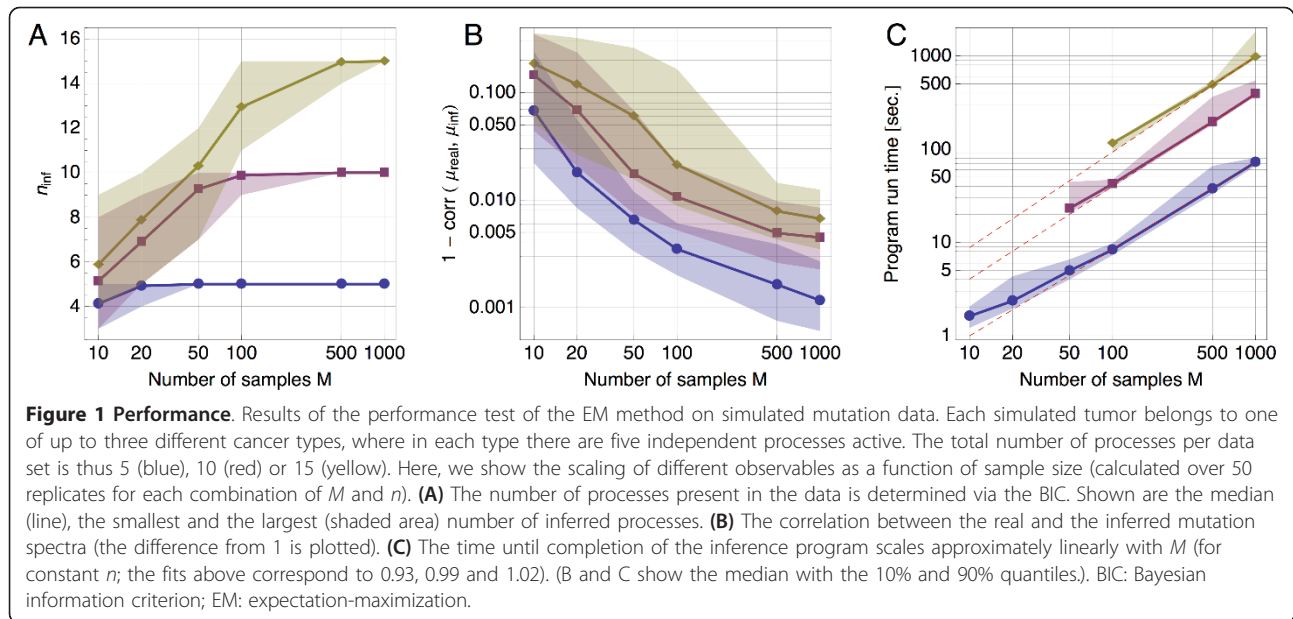 A
B
C
16
14
12
10
8
6
4
n_inf
10 20 50 100 500 1000
Number of samples M
0.100
0.050
0.010
0.005
0.001
1 − corr ( μ_real, μ_inf)
10 20 50 100 500 1000
Number of samples M
1000
500
100
50
10
5
1
Program run time [sec.]
10 20 50 100 500 1000
Number of samples M
Figure 1 Performance. Results of the performance test of the EM method on simulated mutation data. Each simulated tumor belongs to one
of up to three different cancer types, where in each type there are five independent processes active. The total number of processes per data
set is thus 5 (blue), 10 (red) or 15 (yellow). Here, we show the scaling of different observables as a function of sample size (calculated over 50
replicates for each combination of M and n). (A) The number of processes present in the data is determined via the BIC. Shown are the median
(line), the smallest and the largest (shaded area) number of inferred processes. (B) The correlation between the real and the inferred mutation
spectra (the difference from 1 is plotted). (C) The time until completion of the inference program scales approximately linearly with M (for
constant n; the fits above correspond to 0.93, 0.99 and 1.02). (B and C show the median with the 10% and 90% quantiles.). BIC: Bayesian
information criterion; EM: expectation-maximization.